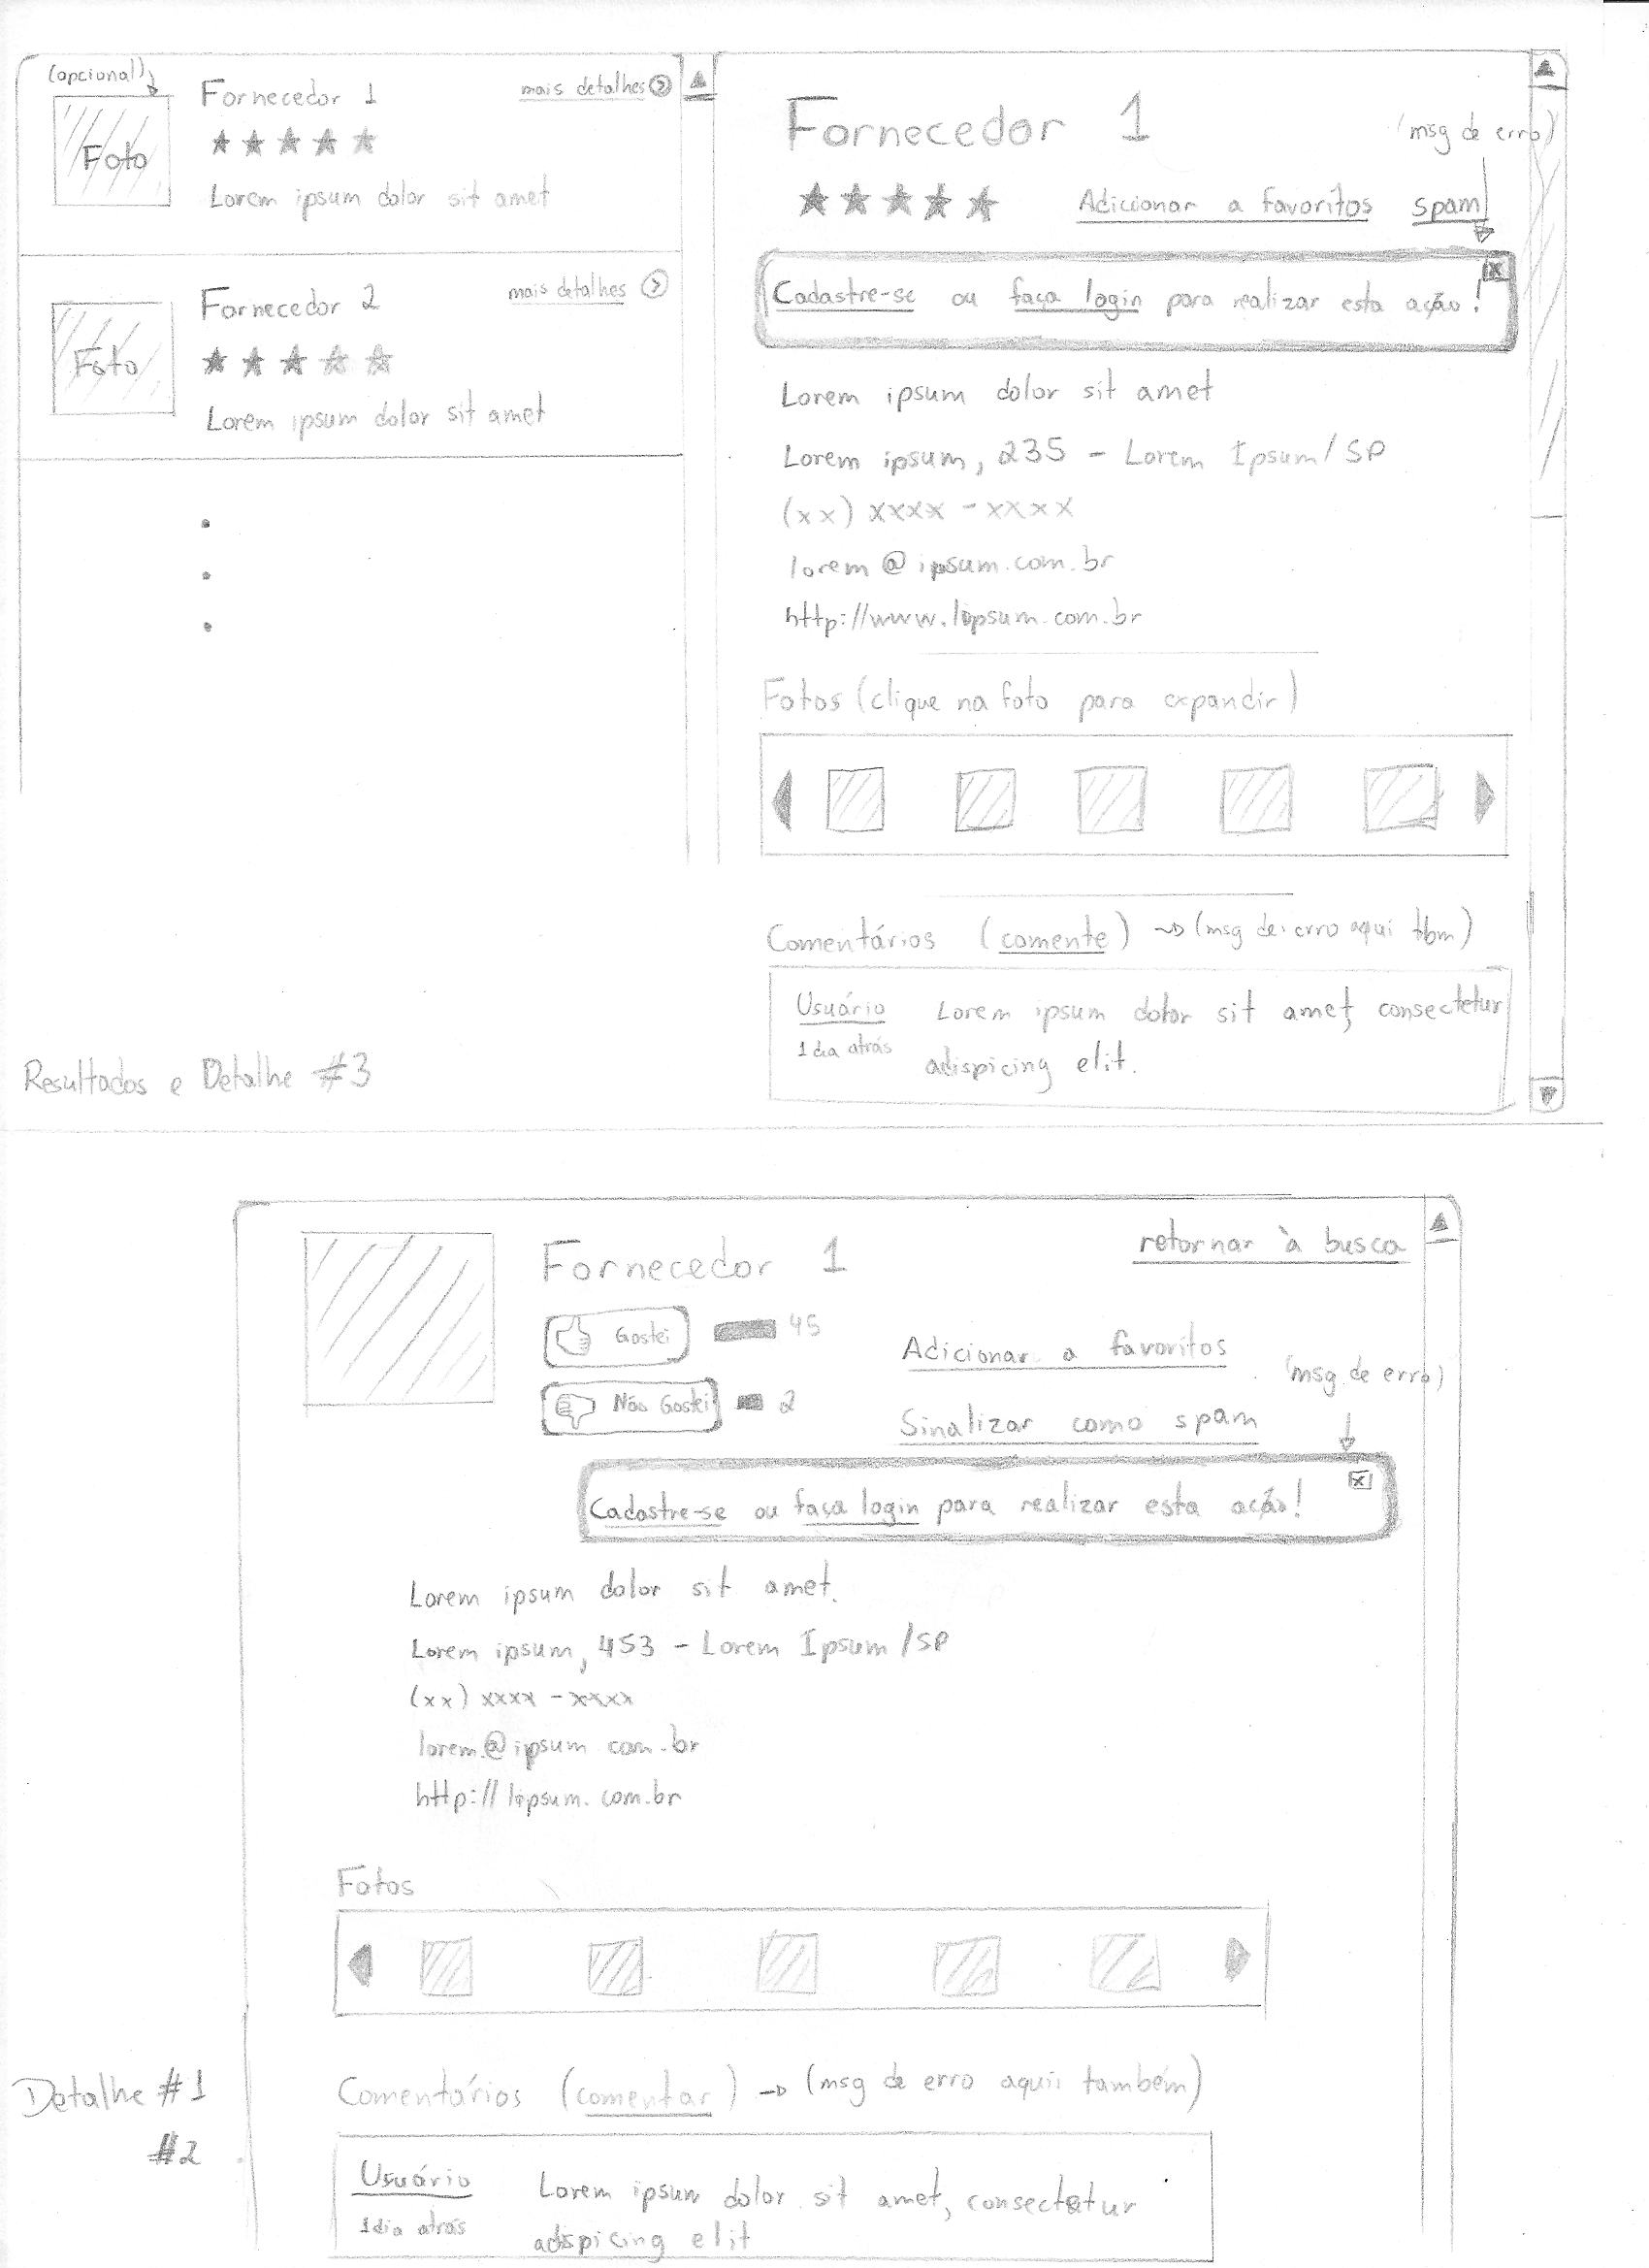 (opcional)
Foto
Fornecedor 1
mais detalhes
Lorem ipsum dolor sit amet
Foto
Fornecedor 2
mais detalhes
Lorem ipsum dolor sit amet
Resultados e Detalhe #3
Fornecedor 1
(msg de erro)
Adicionar a favoritos spam
x
Cadastre-se ou faça login para realizar esta ação!
Lorem ipsum dolor sit amet
Lorem ipsum, 235 - Lorem Ipsum/SP
(xx) xxxx-xxxx
lorem@ipsum.com.br
http://www.lipsum.com.br
Fotos (clique na foto para expandir)
Comentários (comente) → (msg de erro aqui tbm)
Usuário Lorem ipsum dolor sit amet, consectetur
1 dia atrás adispicing elit.
Fornecedor 1
retornar à busca
Gostei 45
Não Gostei 2
Adicionar a favoritos
Sinalizar como spam
(msg de erro)
x
Cadastre-se ou faça login para realizar esta ação!
Lorem ipsum dolor sit amet.
Lorem ipsum, 453 - Lorem Ipsum/SP
(xx) xxxx-xxxx
lorem@ipsum.com.br
http://lipsum.com.br
Fotos
Detalhe #1
#2
Comentários (comentar) → (msg de erro aquii também)
Usuário Lorem ipsum dolor sit amet, consectetur
1 dia atrás adispicing elit